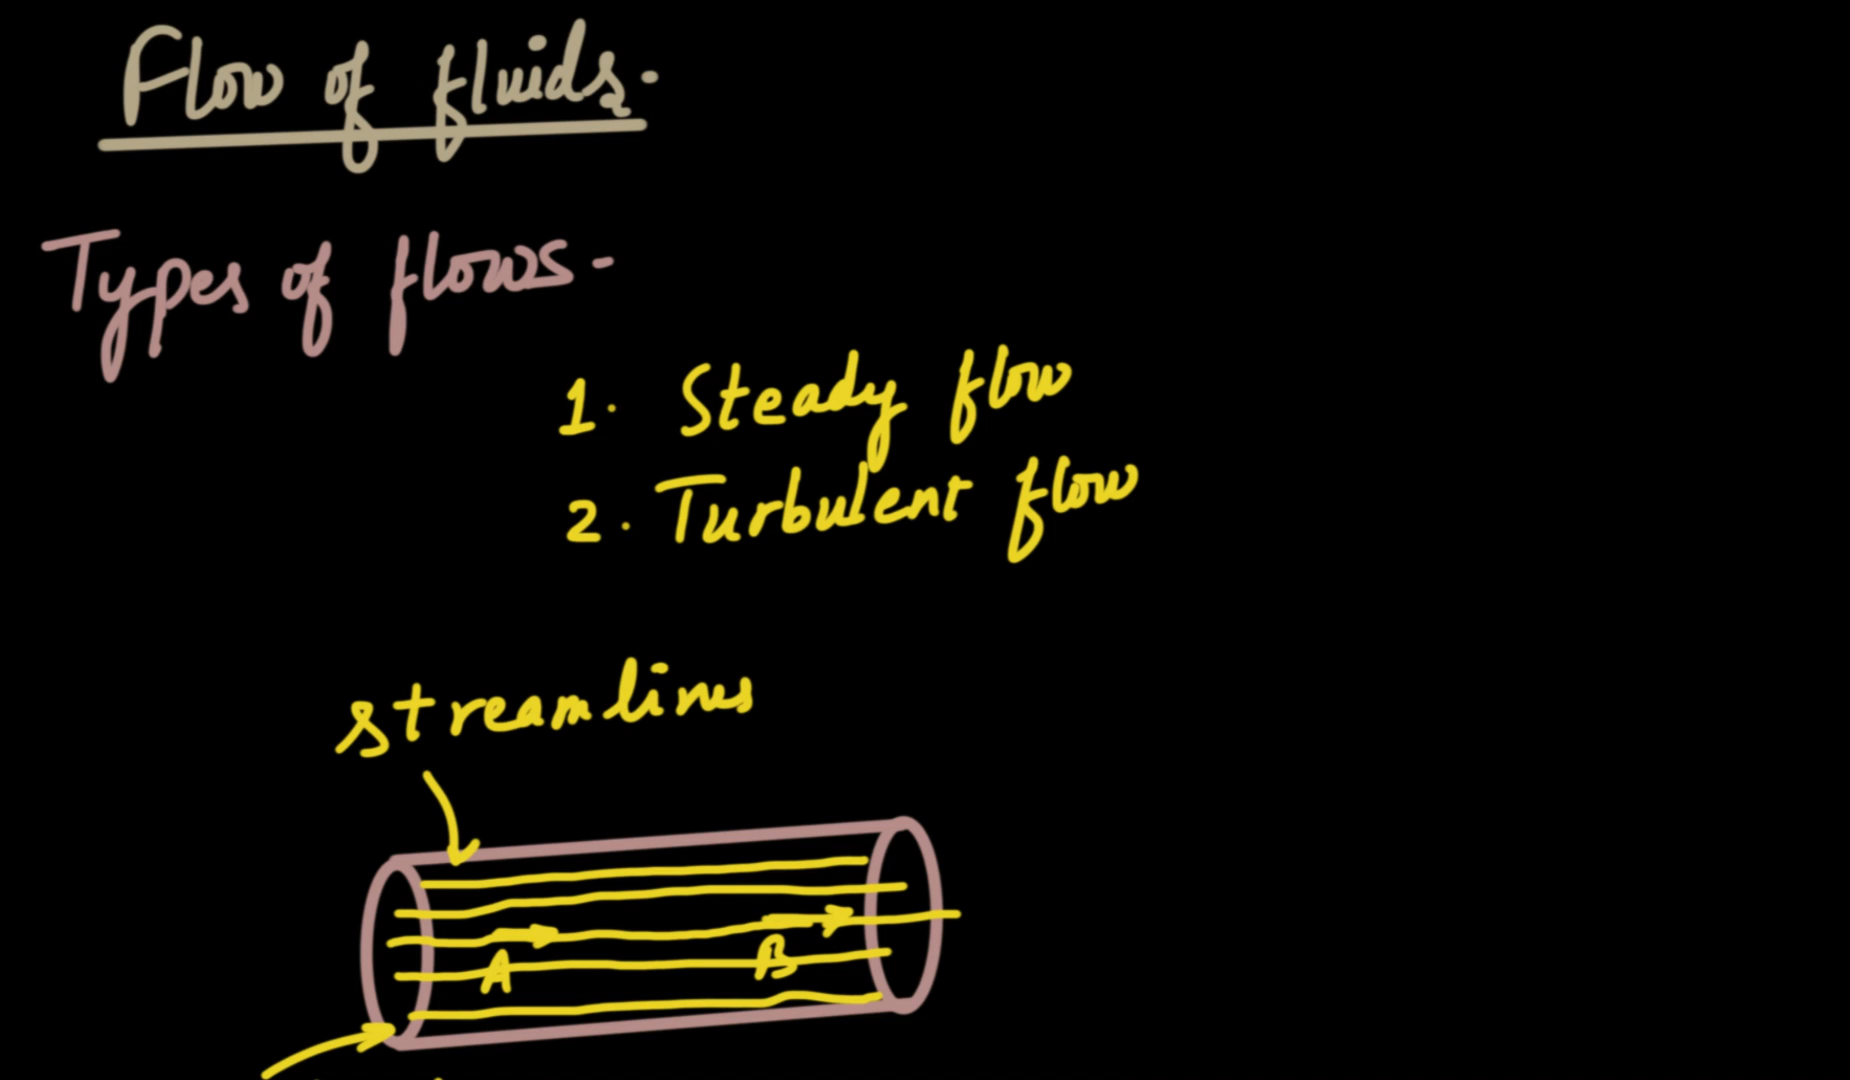 Flow of fluids.
Types of flows -
1. Steady flow
2. Turbulent flow
streamlines
A
B